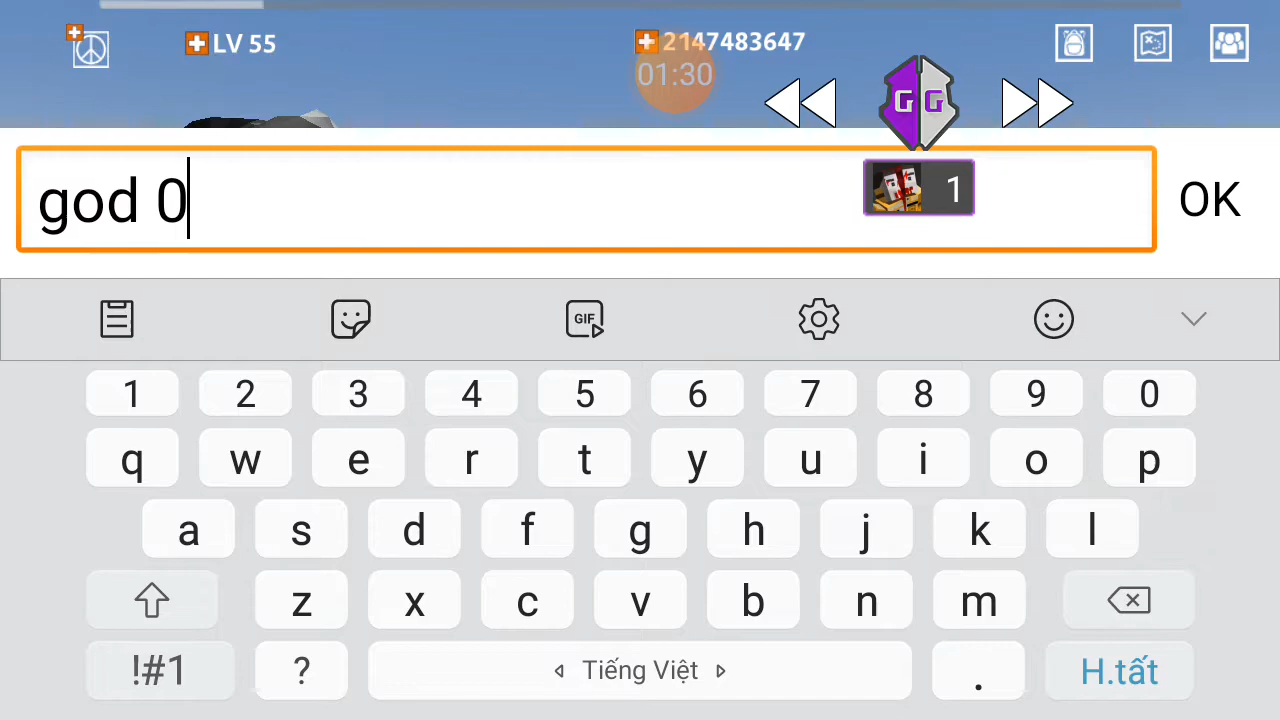 LV 55
2147483647
01:30
G G
god 0
1
OK
GIF
1 2 3 4 5 6 7 8 9 0
q w e r t y u i o p
a s d f g h j k l
z x c v b n m
!#1 ? Tiếng Việt . H.tất